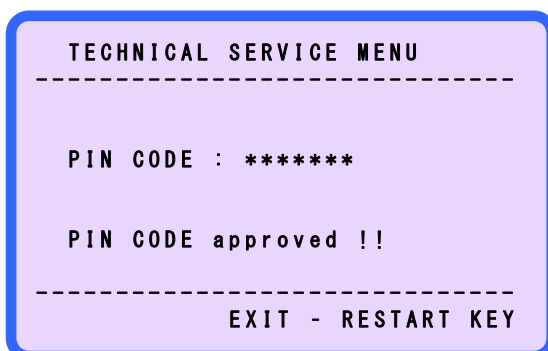 TECHNICAL SERVICE MENU
------------------------------
PIN CODE : *******
PIN CODE approved !!
------------------------------
EXIT - RESTART KEY